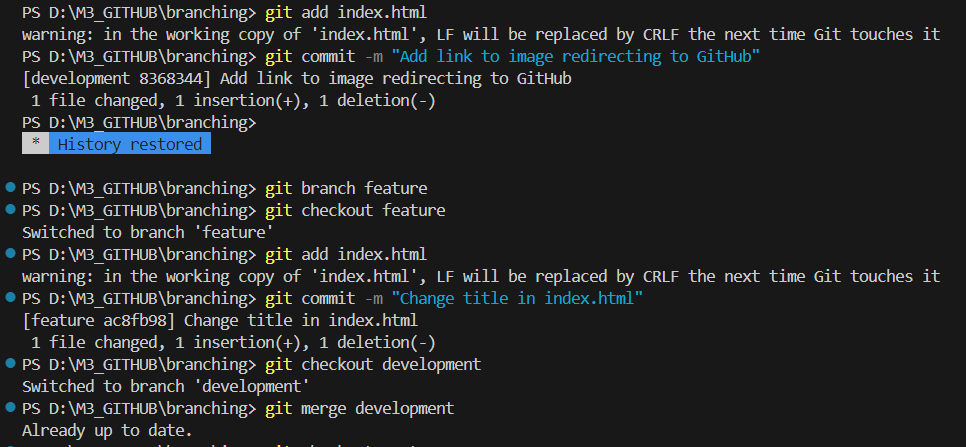 PS D:\M3_GITHUB\branching> git add index.html
warning: in the working copy of 'index.html', LF will be replaced by CRLF the next time Git touches it
PS D:\M3_GITHUB\branching> git commit -m "Add link to image redirecting to GitHub"
[development 8368344] Add link to image redirecting to GitHub
 1 file changed, 1 insertion(+), 1 deletion(-)
PS D:\M3_GITHUB\branching>
* History restored
PS D:\M3_GITHUB\branching> git branch feature
PS D:\M3_GITHUB\branching> git checkout feature
Switched to branch 'feature'
PS D:\M3_GITHUB\branching> git add index.html
warning: in the working copy of 'index.html', LF will be replaced by CRLF the next time Git touches it
PS D:\M3_GITHUB\branching> git commit -m "Change title in index.html"
[feature ac8fb98] Change title in index.html
 1 file changed, 1 insertion(+), 1 deletion(-)
PS D:\M3_GITHUB\branching> git checkout development
Switched to branch 'development'
PS D:\M3_GITHUB\branching> git merge development
Already up to date.